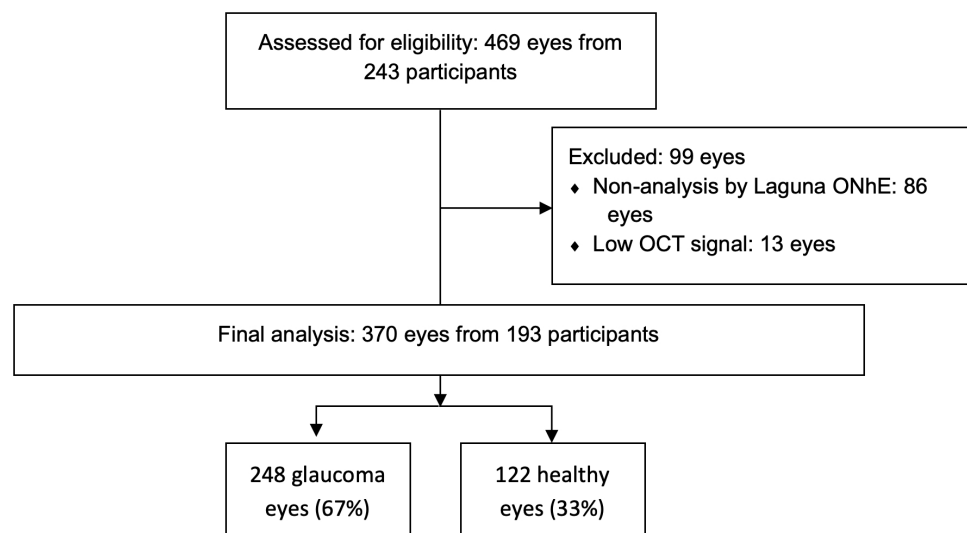 Assessed for eligibility: 469 eyes from
243 participants
Excluded: 99 eyes
♦ Non-analysis by Laguna ONhE: 86
eyes
♦ Low OCT signal: 13 eyes
Final analysis: 370 eyes from 193 participants
248 glaucoma
eyes (67%)
122 healthy
eyes (33%)